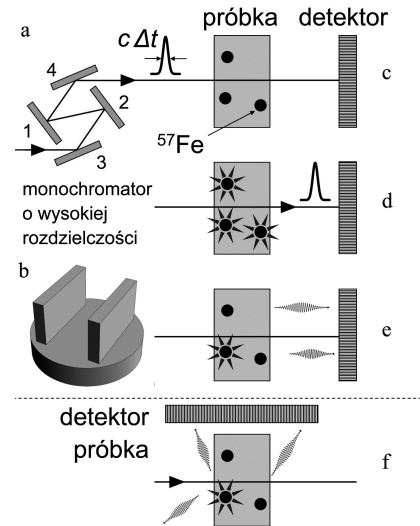 a
c Δt
próbka
detektor
4
2
1
3
c
⁵⁷Fe
monochromator
o wysokiej
rozdzielczości
d
b
e
detektor
próbka
f